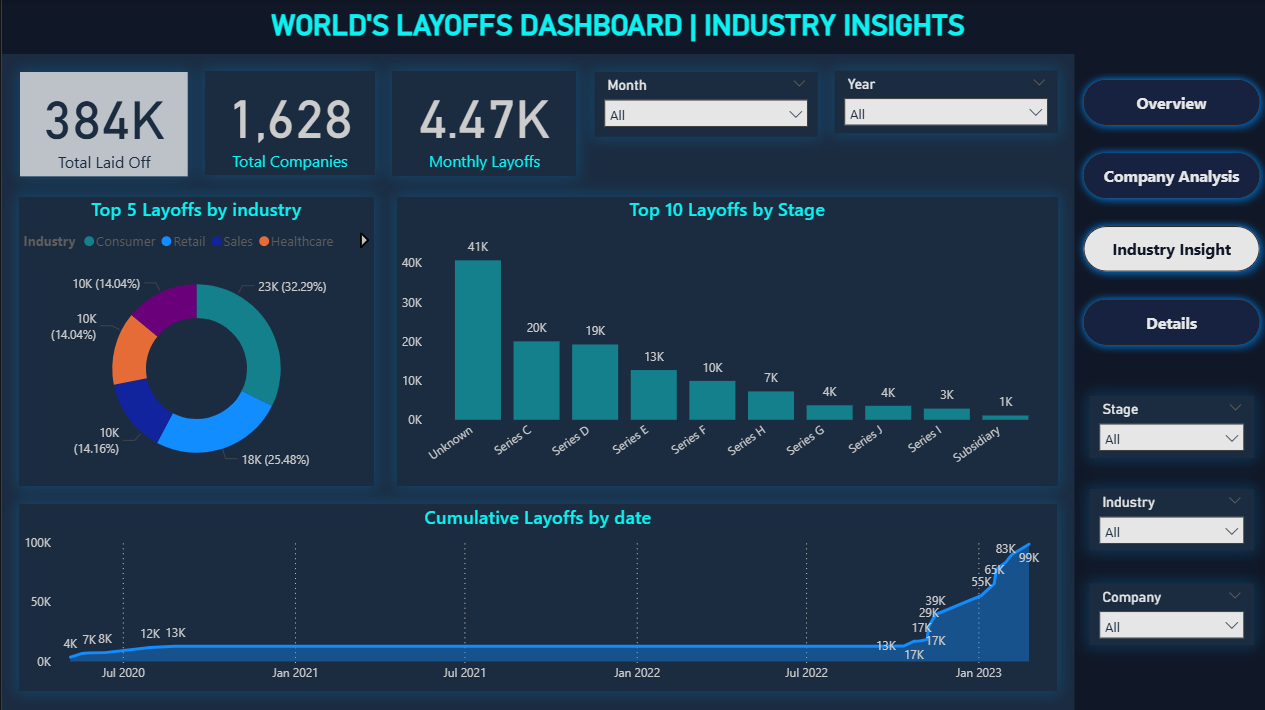 WORLD'S LAYOFFS DASHBOARD | INDUSTRY INSIGHTS
384K
Total Laid Off
1,628
Total Companies
4.47K
Monthly Layoffs
Month
All
Year
All
Overview
Company Analysis
Industry Insight
Details
Stage
All
Industry
All
Company
All
Top 5 Layoffs by industry
Industry Consumer Retail Sales Healthcare
10K (14.04%)
23K (32.29%)
10K
(14.04%)
10K
(14.16%)
18K (25.48%)
Top 10 Layoffs by Stage
40K
30K
20K
10K
0K
41K
20K
19K
13K
10K
7K
4K
4K
3K
1K
Unknown
Series C
Series D
Series E
Series F
Series H
Series G
Series J
Series I
Subsidiary
Cumulative Layoffs by date
100K
50K
0K
4K
7K
8K
12K
13K
13K
17K
17K
17K
29K
39K
55K
65K
83K
99K
Jul 2020
Jan 2021
Jul 2021
Jan 2022
Jul 2022
Jan 2023